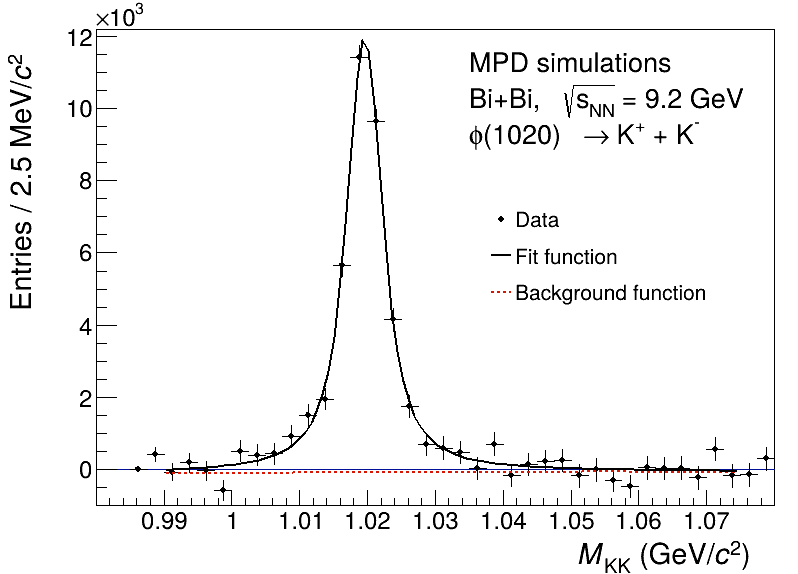 ×10³
12
10
8
6
4
2
0
Entries / 2.5 MeV/c²
MPD simulations
Bi+Bi, √sNN = 9.2 GeV
ϕ(1020) → K⁺ + K⁻
Data
Fit function
Background function
0.99 1 1.01 1.02 1.03 1.04 1.05 1.06 1.07
MKK (GeV/c²)